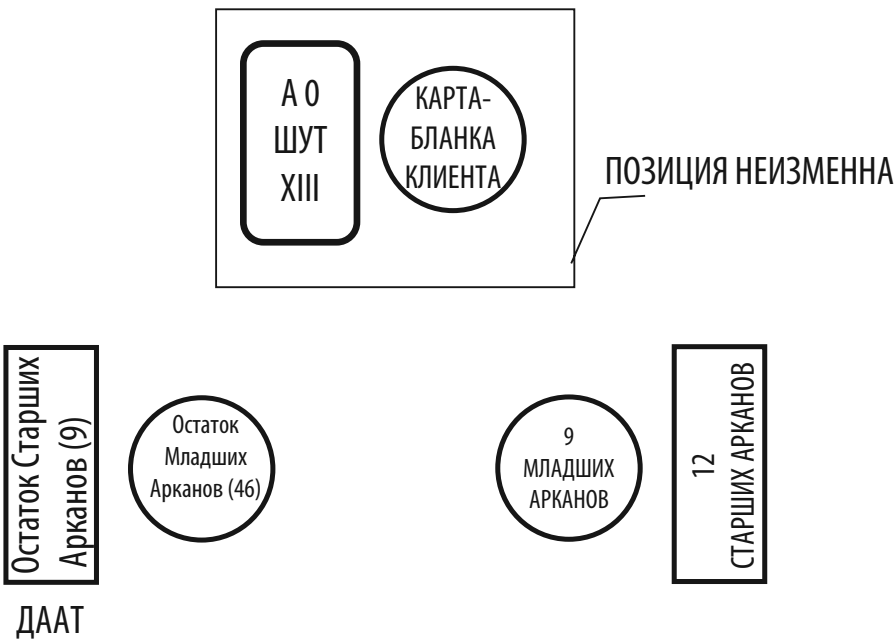 А 0
ШУТ
XIII
КАРТА-
БЛАНКА
КЛИЕНТА
ПОЗИЦИЯ НЕИЗМЕННА
Остаток Старших
Арканов (9)
Остаток
Младших
Арканов (46)
9
МЛАДШИХ
АРКАНОВ
12
СТАРШИХ АРКАНОВ
ДААТ